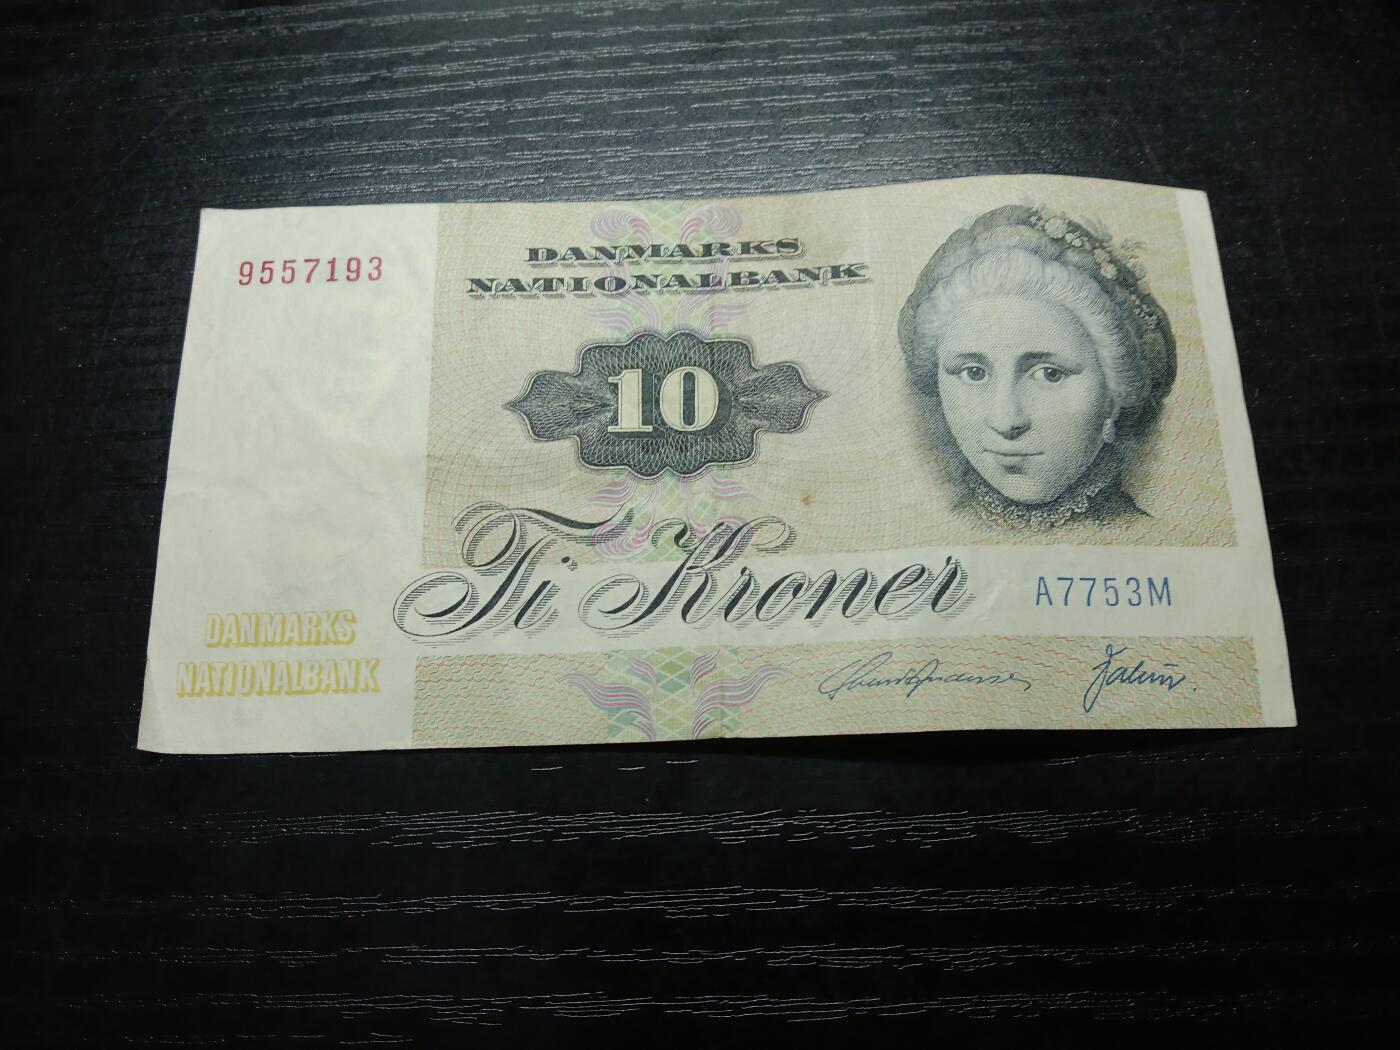 9557193
DANMARKS
NATIONALBANK
10
Ti Kroner
A7753M
DANMARKS
NATIONALBANK